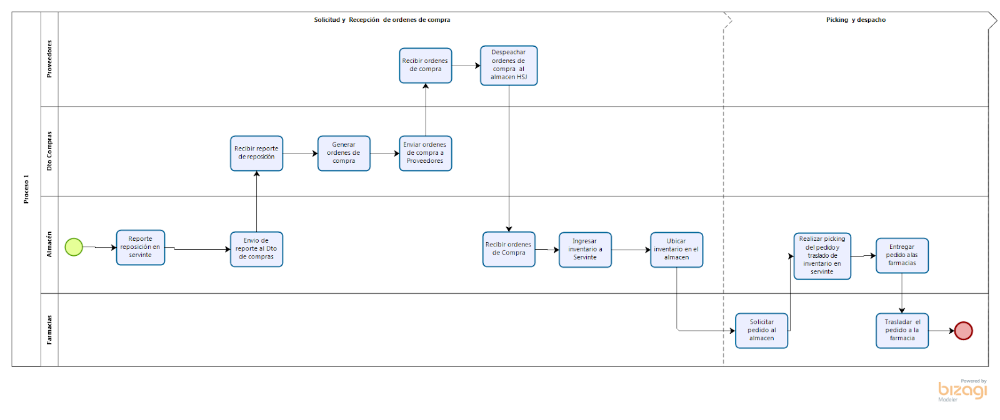 Solicitud y Recepción de ordenes de compra
Picking y despacho
Proceso 1
Proveedores
Recibir ordenes
de compra
Despeachar
ordenes de
compra al
almacen HSJ
Dto Compras
Recibir reporte
de reposición
Generar
ordenes de
compra
Enviar ordenes
de compra a
Proveedores
Almacén
Reporte
reposición en
servinte
Envio de
reporte al Dto
de compras
Recibir ordenes
de Compra
Ingresar
inventario a
Servinte
Ubicar
inventario en el
almacen
Realizar picking
del pedido y
traslado de
inventario en
servinte
Entregar
pedido a las
farmacias
Farmacias
Solicitar
pedido al
almacen
Trasladar el
pedido a la
farmacia
Powered by
bizagi
Modeler